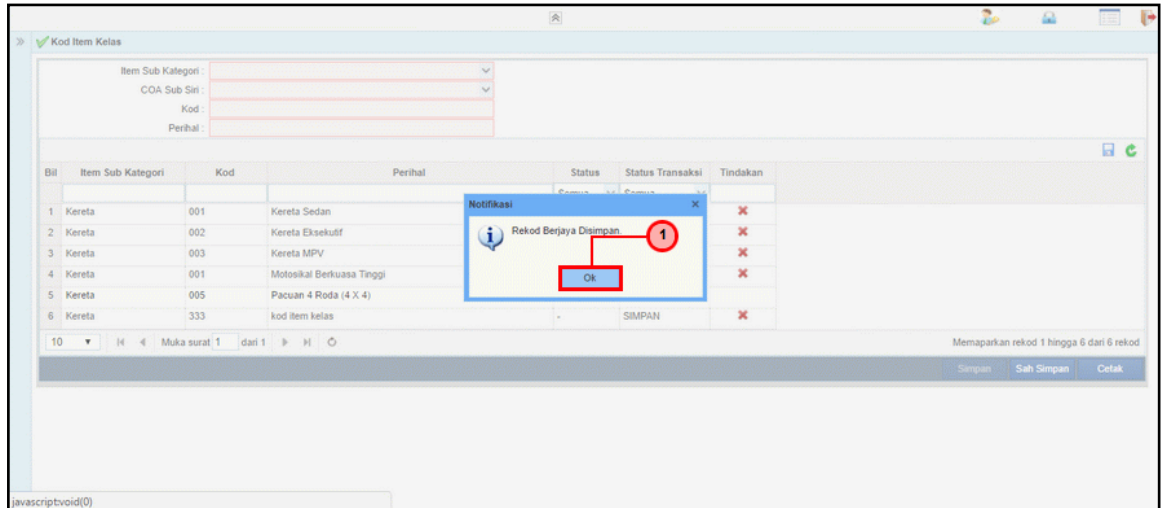 Kod Item Kelas
Item Sub Kategori :
COA Sub Siri :
Kod :
Perihal :
Bil Item Sub Kategori Kod Perihal Status Status Transaksi Tindakan
Semua Semua
Notifikasi
Rekod Berjaya Disimpan.
1
Ok
1 Kereta 001 Kereta Sedan
2 Kereta 002 Kereta Eksekutif
3 Kereta 003 Kereta MPV
4 Kereta 001 Motosikal Berkuasa Tinggi
5 Kereta 005 Pacuan 4 Roda (4 X 4)
6 Kereta 333 kod item kelas - SIMPAN
10 Muka surat 1 dari 1 Memaparkan rekod 1 hingga 6 dari 6 rekod
Simpan Sah Simpan Cetak
javascript:void(0)